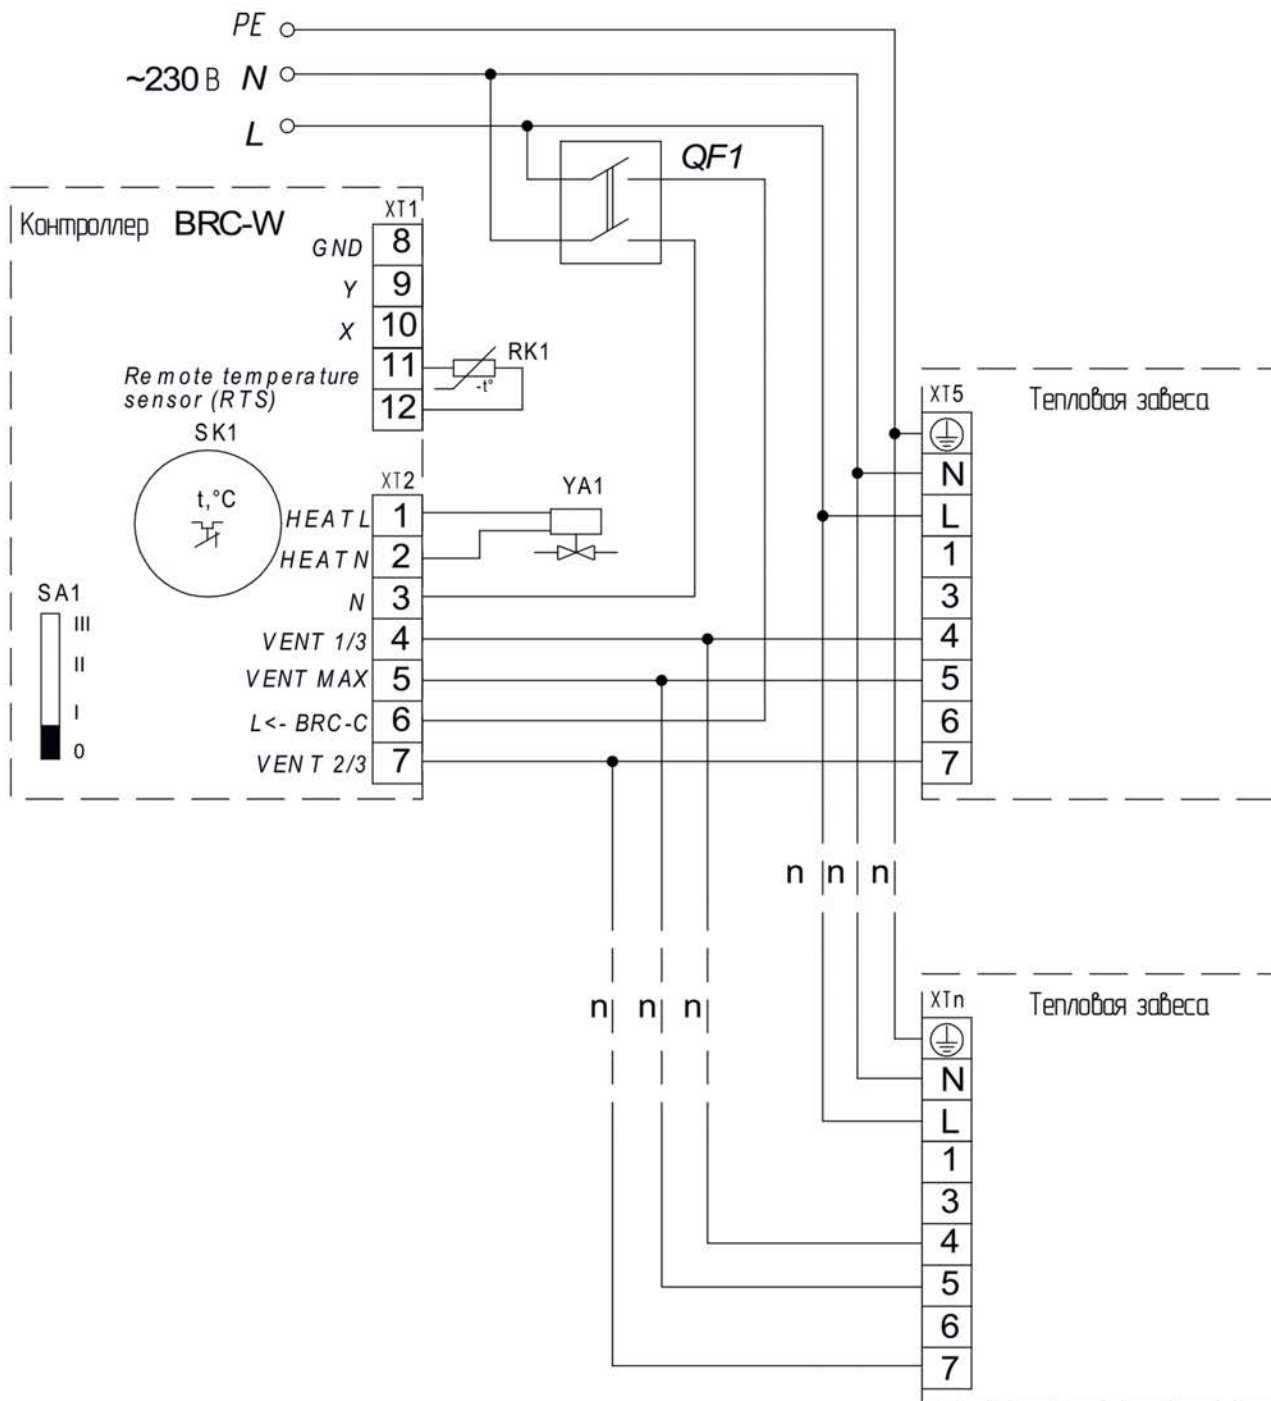 PE
~230 В N
L
QF1
Контроллер BRC-W
XT1
GND 8
Y 9
X 10
11
RK1
-t°
Remote temperature
sensor (RTS)
12
SK1
t,°C
XT2
HEAT L 1
YA1
HEAT N 2
N 3
SA1
III
II
I
0
VENT 1/3 4
VENT MAX 5
L<- BRC-C 6
VENT 2/3 7
XT5
Тепловая завеса
N
L
1
3
4
5
6
7
n n n
n n n
XTn
Тепловая завеса
N
L
1
3
4
5
6
7